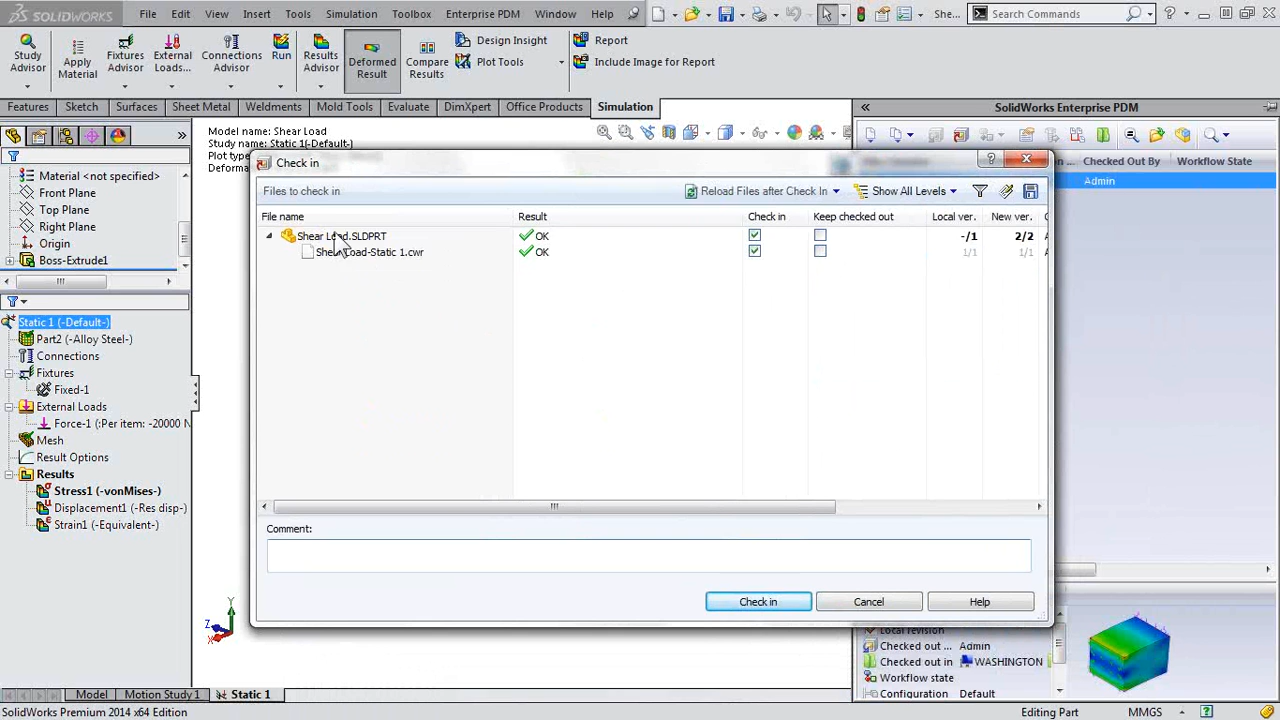 SOLIDWORKS File Edit View Insert Tools Simulation Toolbox Enterprise PDM Window Help She... Search Commands
Study Advisor
Apply Material
Fixtures Advisor
External Loads...
Connections Advisor
Run
Results Advisor
Deformed Result
Compare Results
Design Insight
Plot Tools
Report
Include Image for Report
Features Sketch Surfaces Sheet Metal Weldments Mold Tools Evaluate DimXpert Office Products Simulation
SolidWorks Enterprise PDM
Checked Out By Workflow State
Admin
Model name: Shear Load
Study name: Static 1(-Default-)
Plot type
Deforma
Material <not specified>
Front Plane
Top Plane
Right Plane
Origin
Boss-Extrude1
Static 1 (-Default-)
Part2 (-Alloy Steel-)
Connections
Fixtures
Fixed-1
External Loads
Force-1 (:Per item: -20000 N
Mesh
Result Options
Results
Stress1 (-vonMises-)
Displacement1 (-Res disp-)
Strain1 (-Equivalent-)
Check in
Files to check in
Reload Files after Check In Show All Levels
File name Result Check in Keep checked out Local ver. New ver.
Shear Load.SLDPRT OK -/1 2/2
Shear Load-Static 1.cwr OK 1/1 1/1
Comment:
Check in Cancel Help
Local revision
Checked out ... Admin
Checked out in WASHINGTON
Workflow state
Configuration Default
Z Y X
Model Motion Study 1 Static 1
SolidWorks Premium 2014 x64 Edition Editing Part MMGS